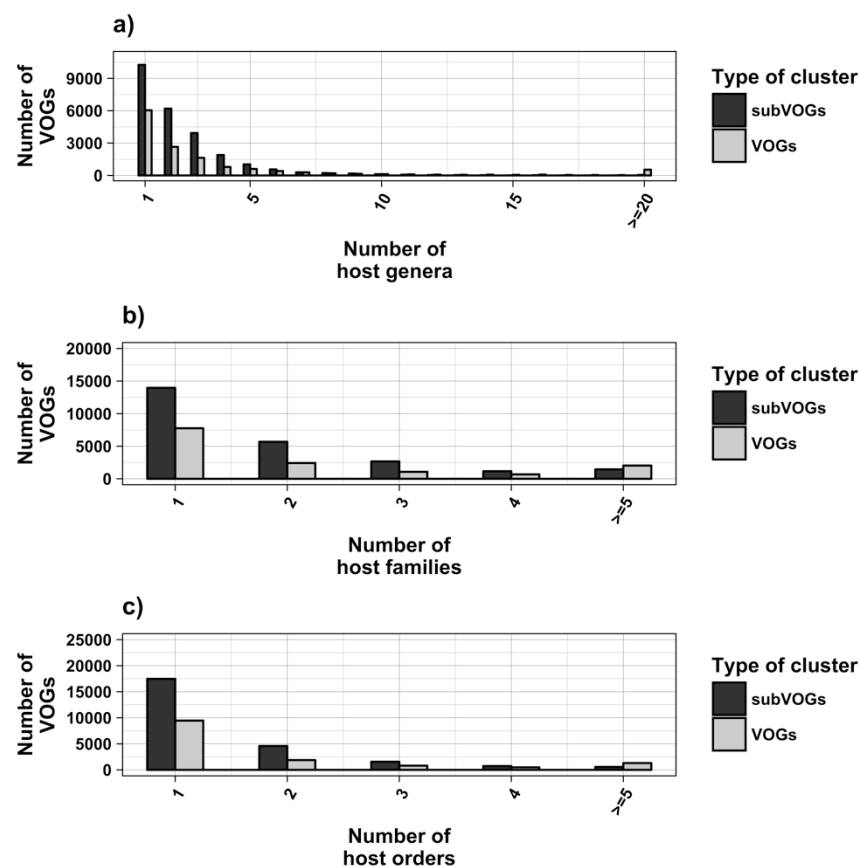 a)
Number of
VOGs
9000
6000
3000
0
1
5
10
15
>=20
Number of
host genera
Type of cluster
subVOGs
VOGs
b)
Number of
VOGs
20000
15000
10000
5000
0
1
2
3
4
>=5
Number of
host families
Type of cluster
subVOGs
VOGs
c)
Number of
VOGs
25000
20000
15000
10000
5000
0
1
2
3
4
>=5
Number of
host orders
Type of cluster
subVOGs
VOGs